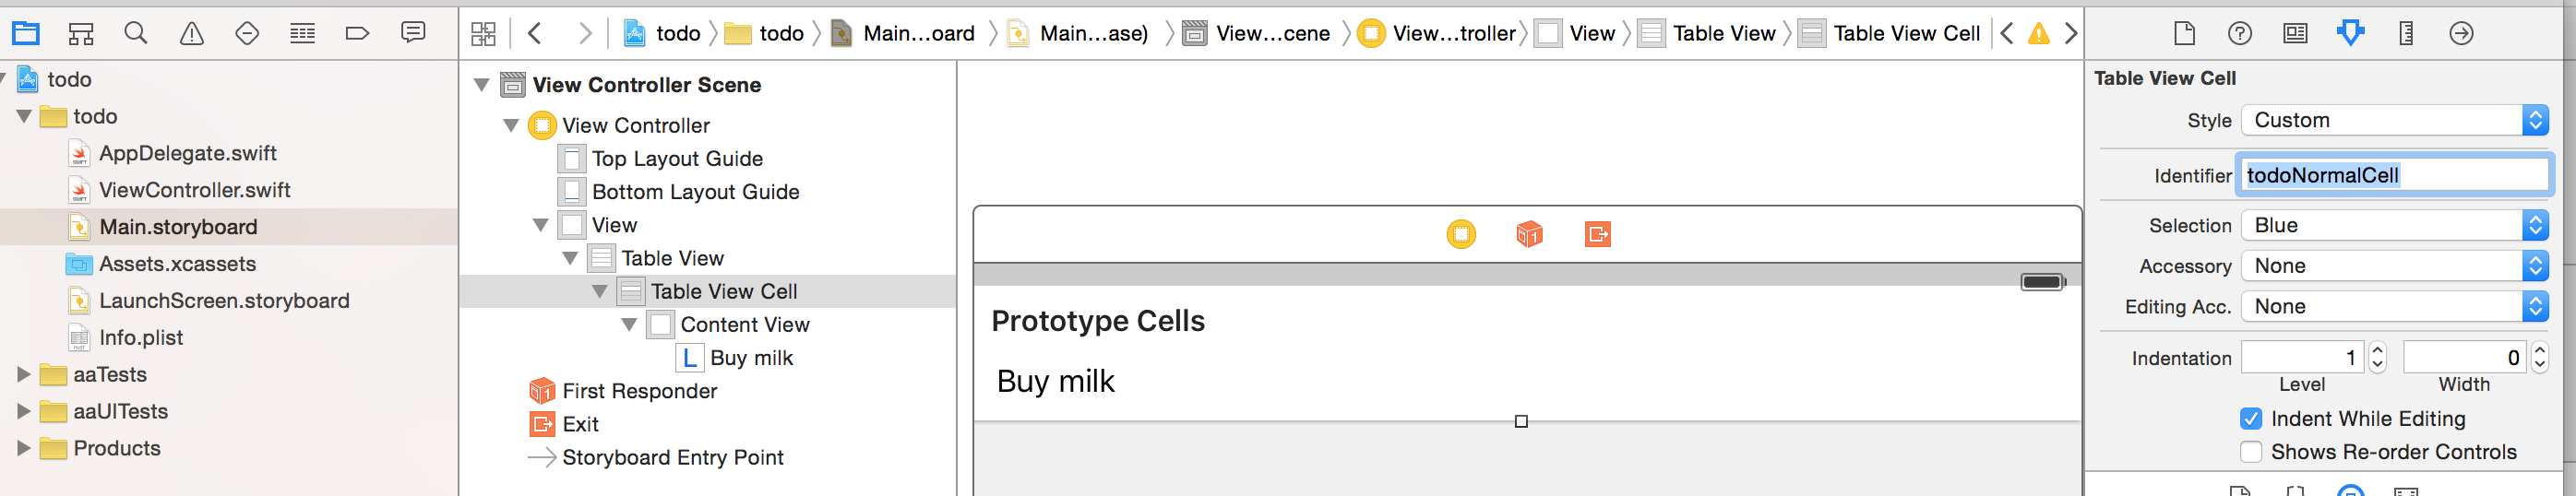 todo
todo
Main...oard
Main...ase)
View...cene
View...troller
View
Table View
Table View Cell
todo
todo
AppDelegate.swift
ViewController.swift
Main.storyboard
Assets.xcassets
LaunchScreen.storyboard
Info.plist
aaTests
aaUITests
Products
View Controller Scene
View Controller
Top Layout Guide
Bottom Layout Guide
View
Table View
Table View Cell
Content View
L Buy milk
First Responder
Exit
Storyboard Entry Point
Prototype Cells
Buy milk
Table View Cell
Style Custom
Identifier todoNormalCell
Selection Blue
Accessory None
Editing Acc. None
Indentation 1 0
Level Width
Indent While Editing
Shows Re-order Controls